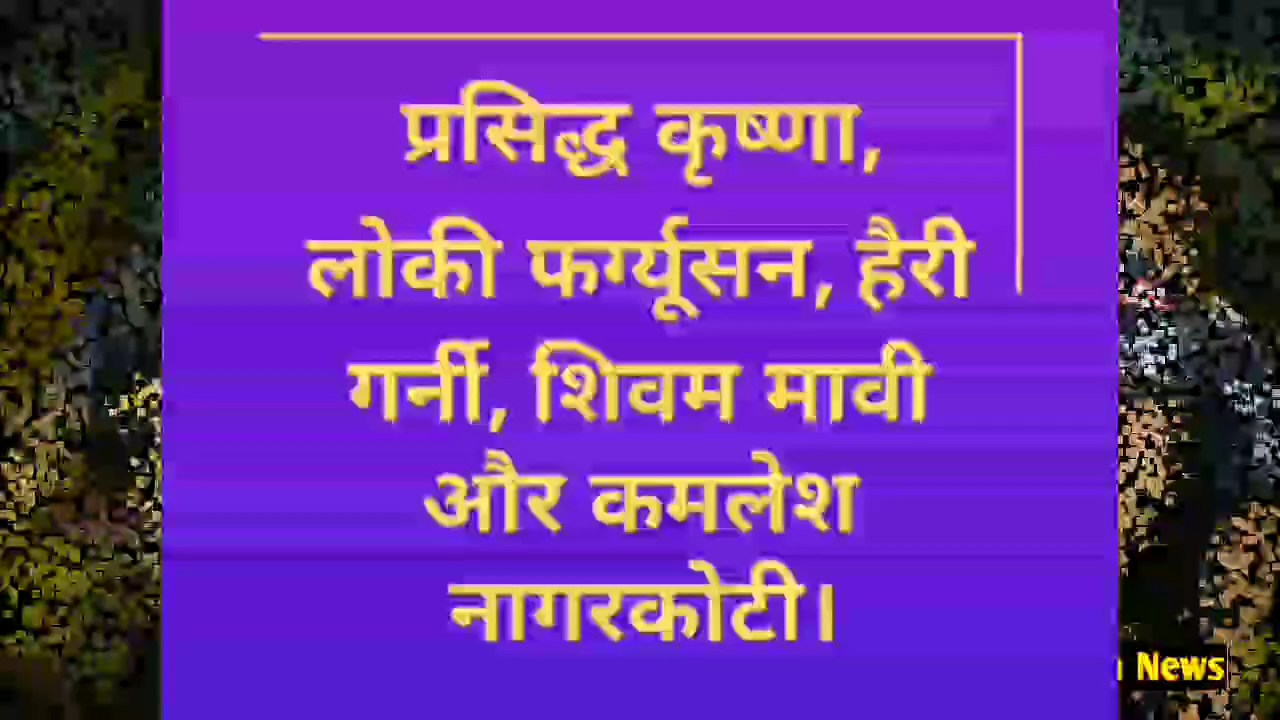 प्रसिद्ध कृष्णा,
लोकी फर्ग्यूसन, हैरी
गर्नी, शिवम मावी
और कमलेश
नागरकोटी।
News